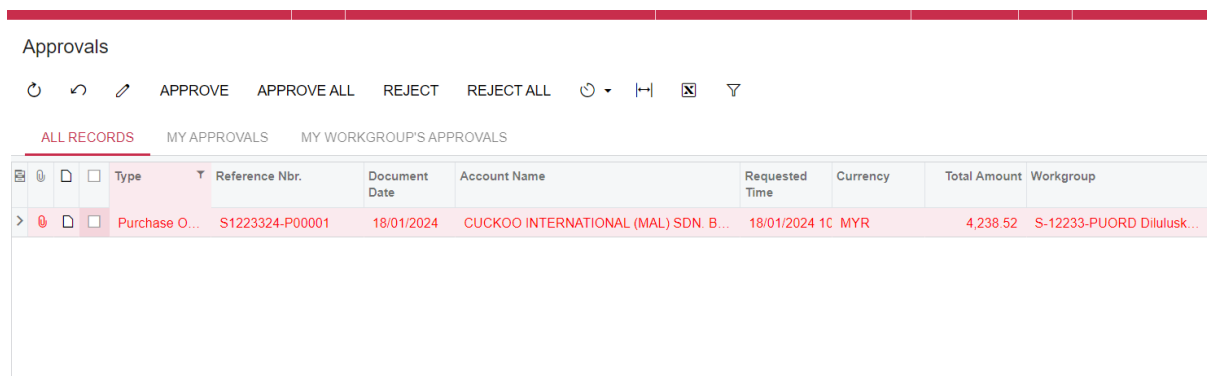 Approvals
APPROVE APPROVE ALL REJECT REJECT ALL
ALL RECORDS MY APPROVALS MY WORKGROUP'S APPROVALS
Type Reference Nbr. Document Date Account Name Requested Time Currency Total Amount Workgroup
Purchase O... S1223324-P00001 18/01/2024 CUCKOO INTERNATIONAL (MAL) SDN. B... 18/01/2024 10 MYR 4,238.52 S-12233-PUORD Dilulusk...